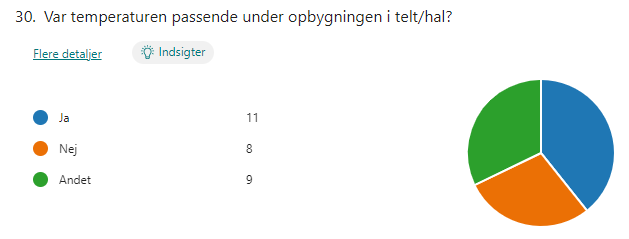 30. Var temperaturen passende under opbygningen i telt/hal?
Flere detaljer Indsigter
Ja 11
Nej 8
Andet 9